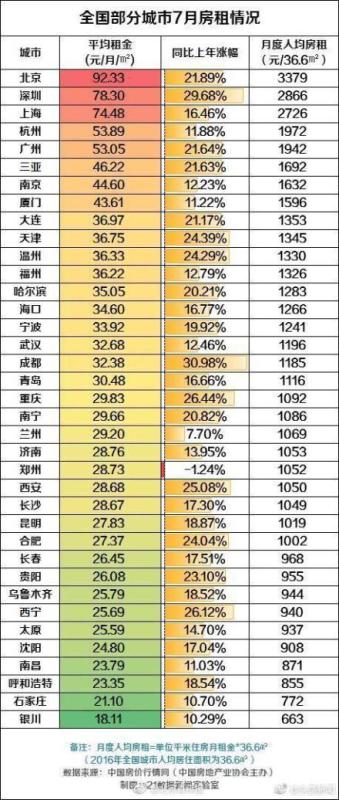 全国部分城市7月房租情况
城市 平均租金（元/月/㎡） 同比上年涨幅 月度人均房租（元/36.6㎡）
北京 92.33 21.89% 3379
深圳 78.30 29.68% 2866
上海 74.48 16.46% 2726
杭州 53.89 11.88% 1972
广州 53.05 21.64% 1942
三亚 46.22 21.63% 1692
南京 44.60 12.23% 1632
厦门 43.61 11.22% 1596
大连 36.97 21.17% 1353
天津 36.75 24.39% 1345
温州 36.33 24.29% 1330
福州 36.22 12.79% 1326
哈尔滨 35.05 20.21% 1283
海口 34.60 16.77% 1266
宁波 33.92 19.92% 1241
武汉 32.68 12.46% 1196
成都 32.38 30.98% 1185
青岛 30.48 16.66% 1116
重庆 29.83 26.44% 1092
南宁 29.66 20.82% 1086
兰州 29.20 7.70% 1069
济南 28.76 13.95% 1053
郑州 28.73 -1.24% 1052
西安 28.68 25.08% 1050
长沙 28.67 17.30% 1049
昆明 27.83 18.87% 1019
合肥 27.37 24.04% 1002
长春 26.45 17.51% 968
贵阳 26.08 23.10% 955
乌鲁木齐 25.79 18.52% 944
西宁 25.69 26.12% 940
太原 25.59 14.70% 937
沈阳 24.80 17.04% 908
南昌 23.79 11.03% 871
呼和浩特 23.35 18.54% 855
石家庄 21.10 10.70% 772
银川 18.11 10.29% 663
备注：月度人均房租=单位平米住房月租金*36.6㎡
（2016年全国城市人均居住面积为36.6㎡）
数据来源：中国房价行情网（中国房地产业协会主办）
制图：21数据新闻实验室